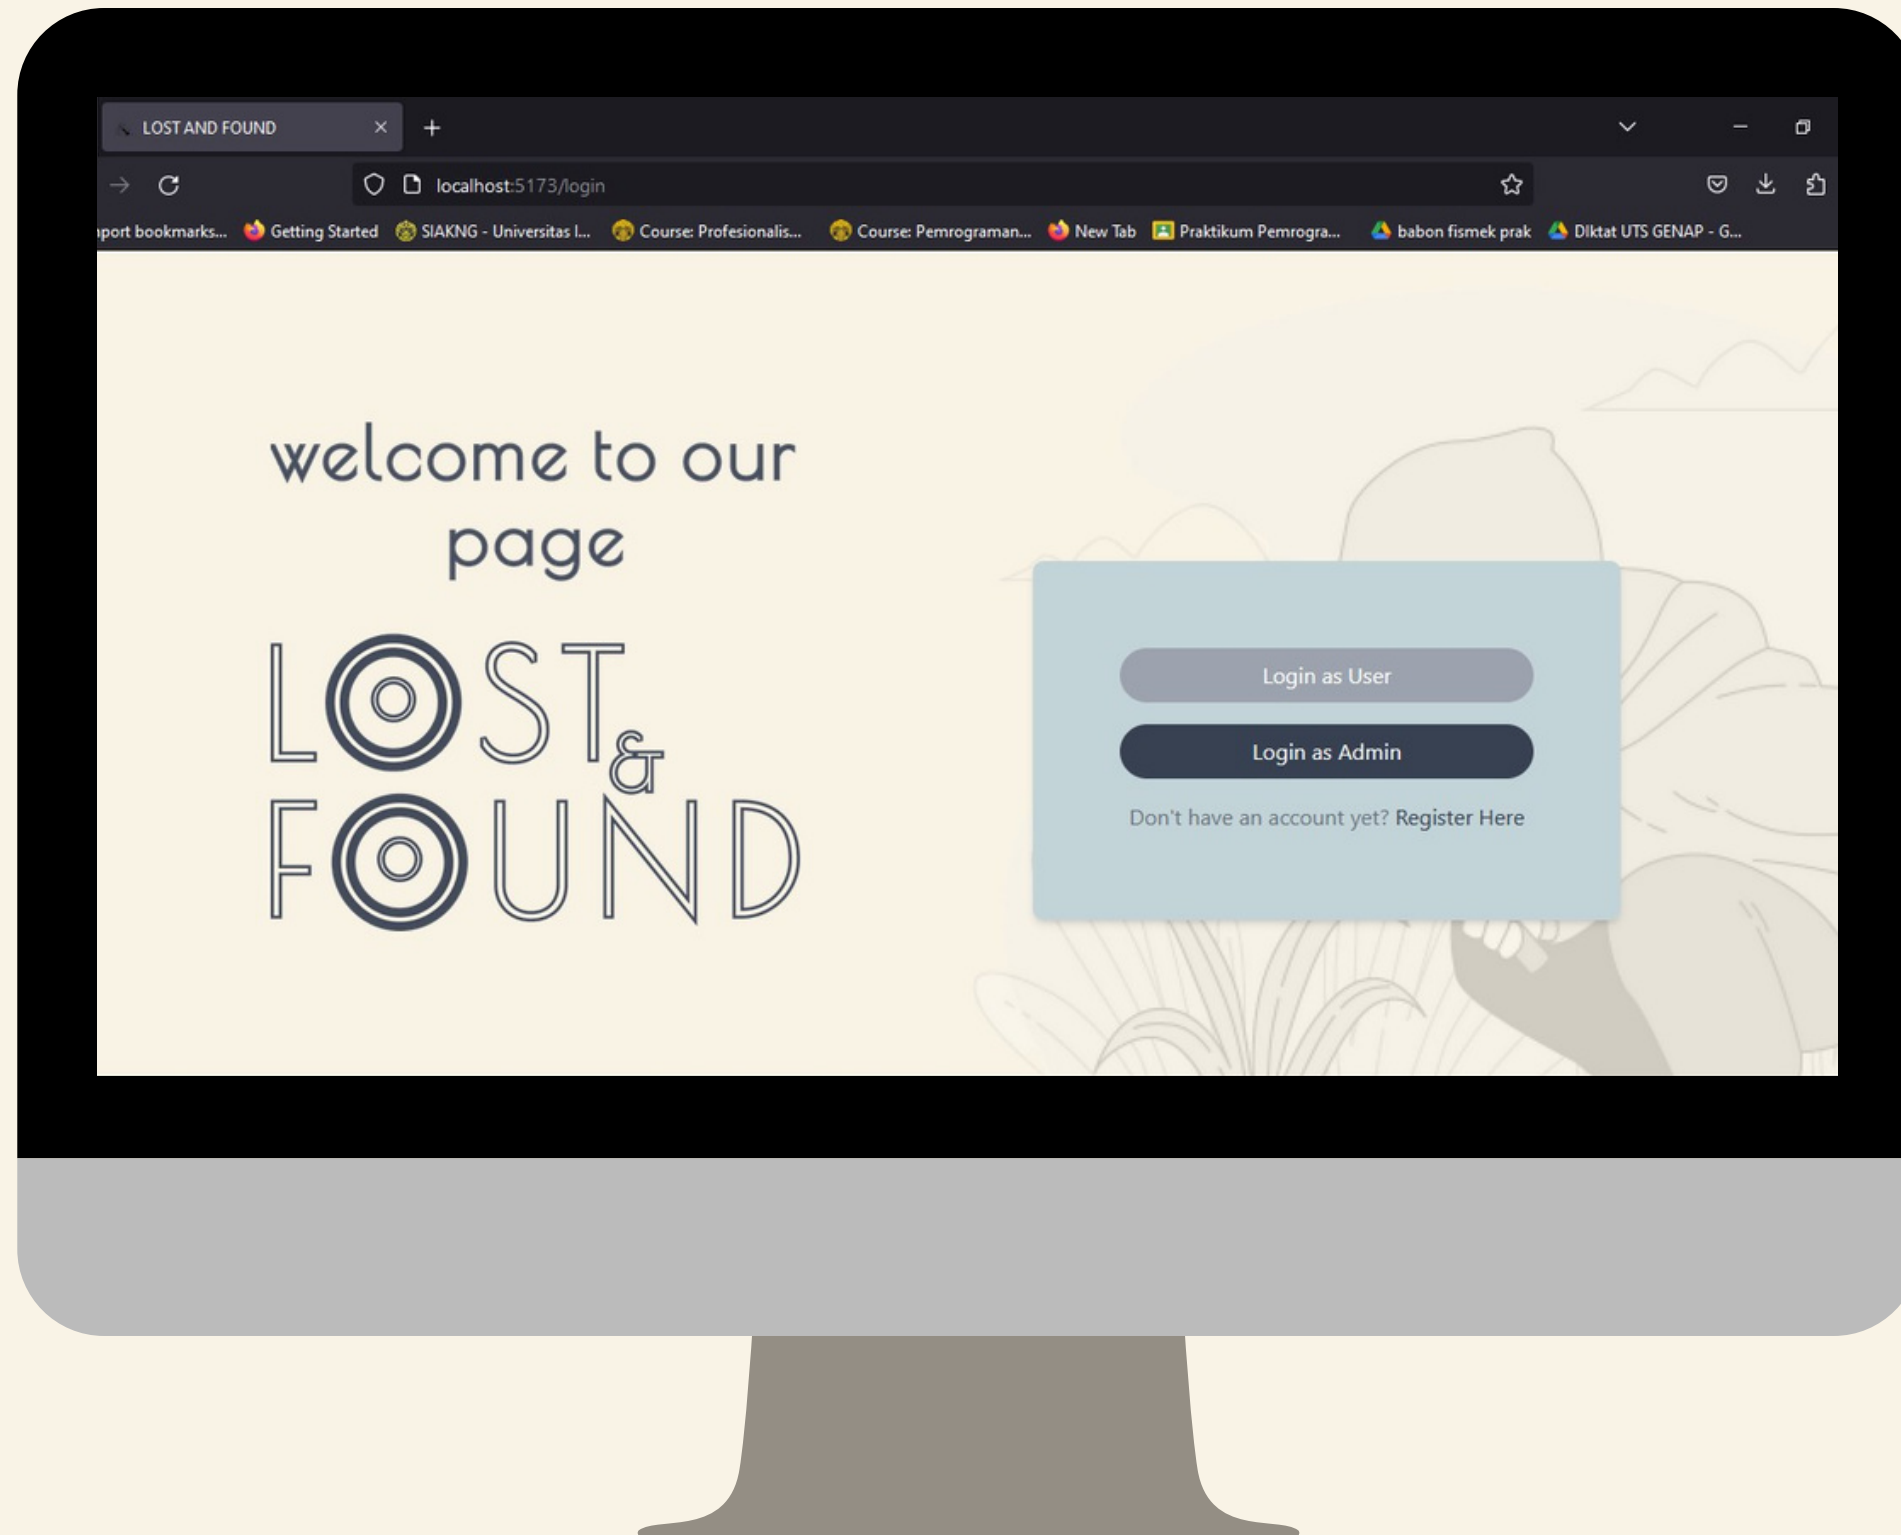 LOST AND FOUND
localhost:5173/login
port bookmarks... Getting Started SIAKNG - Universitas I... Course: Profesionalis... Course: Pemrograman... New Tab Praktikum Pemrogra... babon fismek prak DIktat UTS GENAP - G...
welcome to our
page
LOST
&
FOUND
Login as User
Login as Admin
Don't have an account yet? Register Here